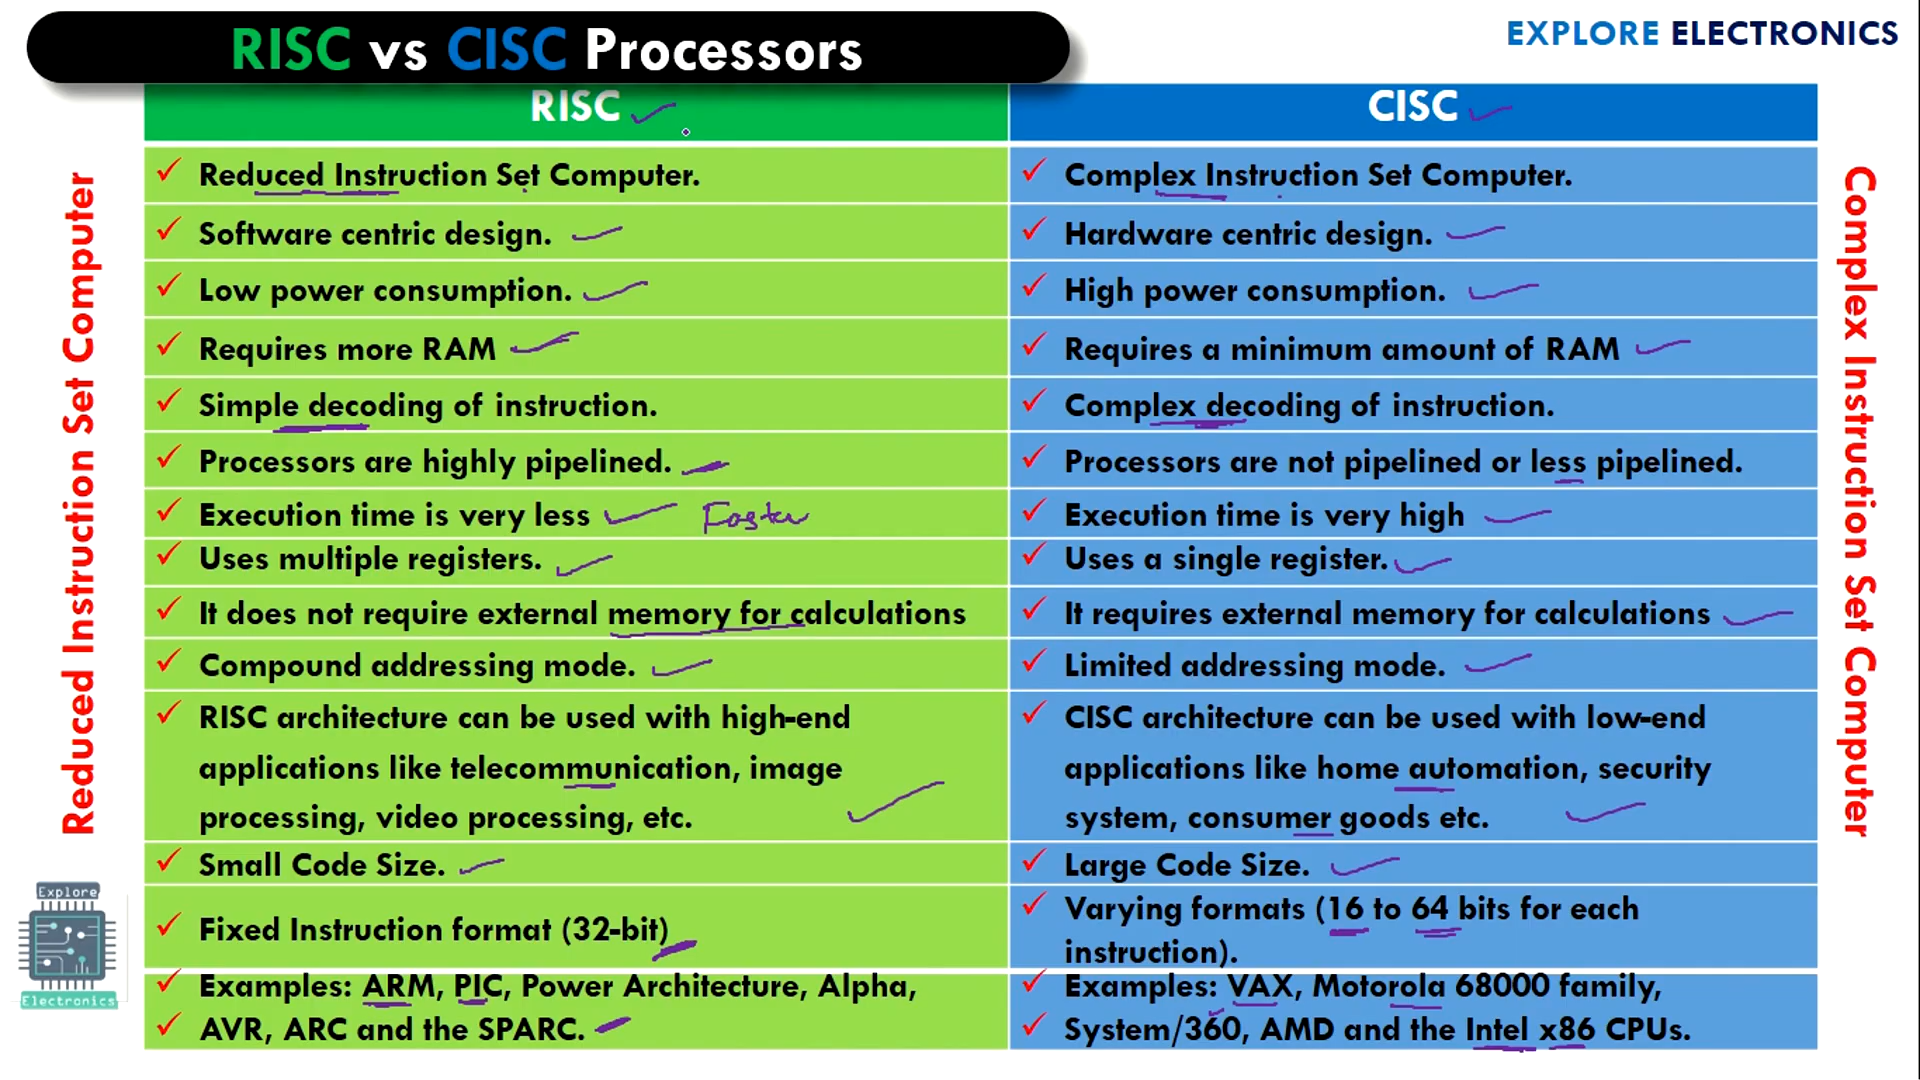 RISC vs CISC Processors
EXPLORE ELECTRONICS
RISC
CISC
Reduced Instruction Set Computer
Complex Instruction Set Computer
Reduced Instruction Set Computer.
Complex Instruction Set Computer.
Software centric design.
Hardware centric design.
Low power consumption.
High power consumption.
Requires more RAM
Requires a minimum amount of RAM
Simple decoding of instruction.
Complex decoding of instruction.
Processors are highly pipelined.
Processors are not pipelined or less pipelined.
Execution time is very less Faster
Execution time is very high
Uses multiple registers.
Uses a single register.
It does not require external memory for calculations
It requires external memory for calculations
Compound addressing mode.
Limited addressing mode.
RISC architecture can be used with high-end
applications like telecommunication, image
processing, video processing, etc.
CISC architecture can be used with low-end
applications like home automation, security
system, consumer goods etc.
Small Code Size.
Large Code Size.
Fixed Instruction format (32-bit)
Varying formats (16 to 64 bits for each
instruction).
Examples: ARM, PIC, Power Architecture, Alpha,
AVR, ARC and the SPARC.
Examples: VAX, Motorola 68000 family,
System/360, AMD and the Intel x86 CPUs.
Explore
Electronics